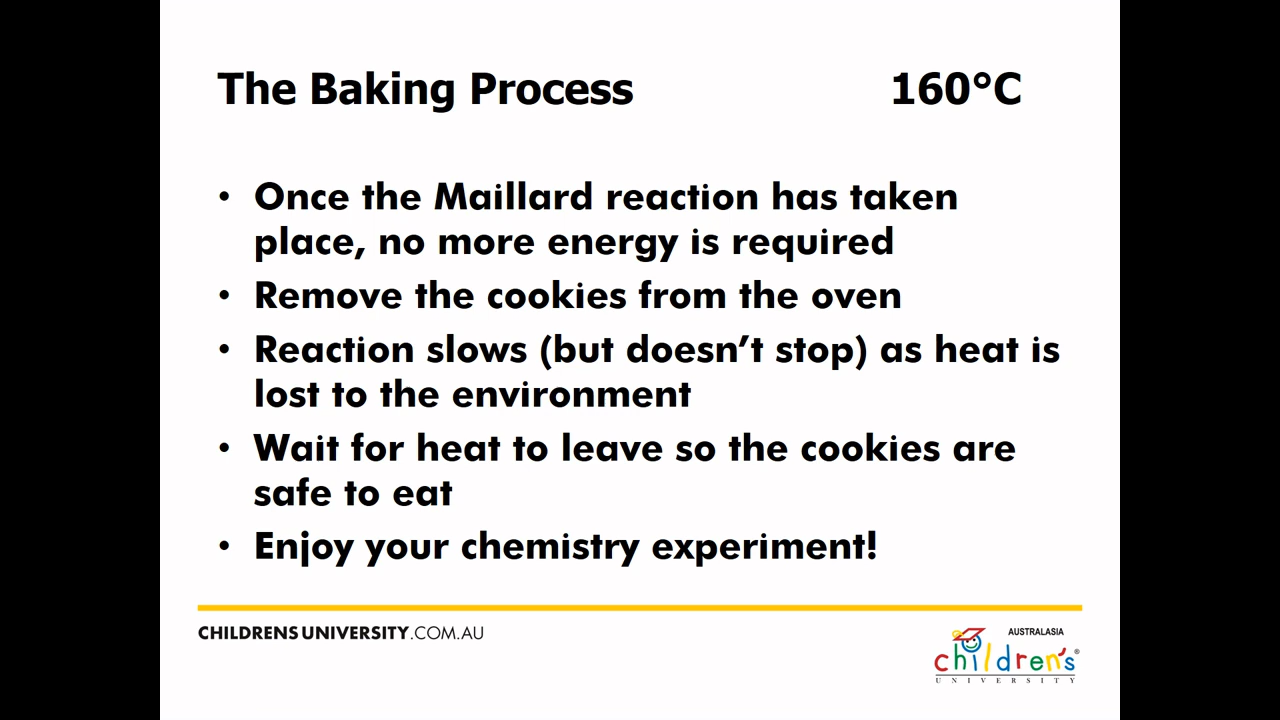 The Baking Process 160°C
• Once the Maillard reaction has taken
place, no more energy is required
• Remove the cookies from the oven
• Reaction slows (but doesn’t stop) as heat is
lost to the environment
• Wait for heat to leave so the cookies are
safe to eat
• Enjoy your chemistry experiment!
CHILDRENS UNIVERSITY.COM.AU
AUSTRALASIA
children's®
UNIVERSITY